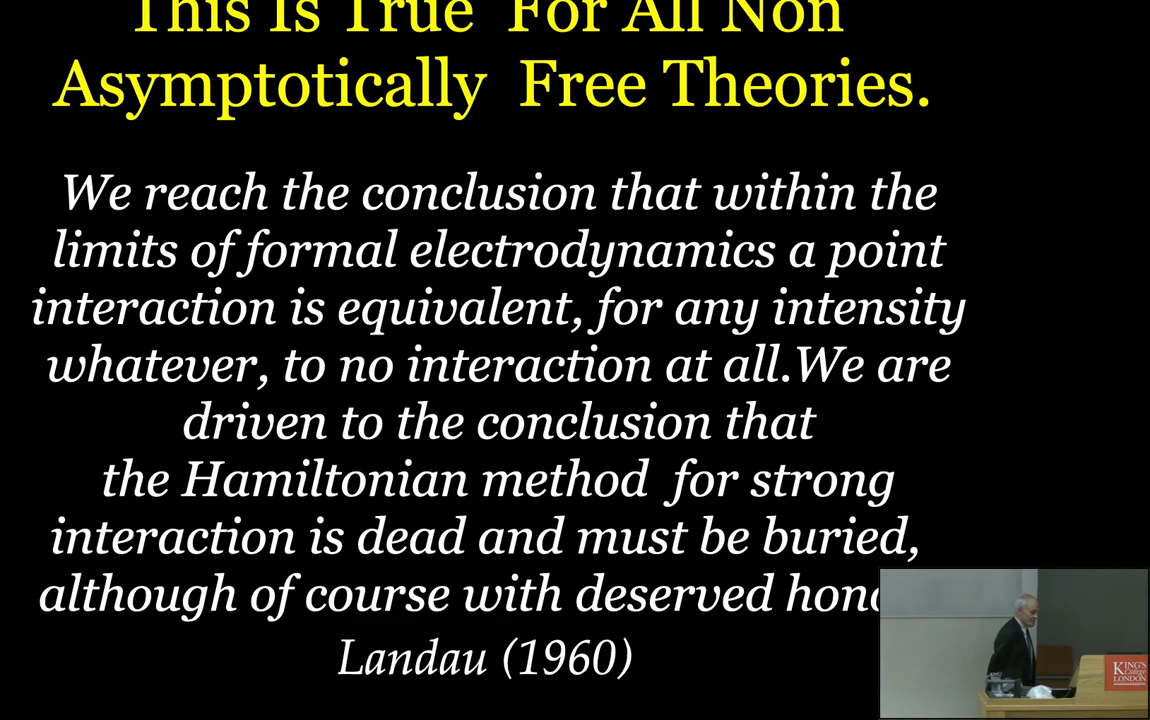 This Is True For All Non
Asymptotically Free Theories.
We reach the conclusion that within the
limits of formal electrodynamics a point
interaction is equivalent, for any intensity
whatever, to no interaction at all.We are
driven to the conclusion that
the Hamiltonian method for strong
interaction is dead and must be buried,
although of course with deserved
Landau (1960)
KING'S
College
LONDON